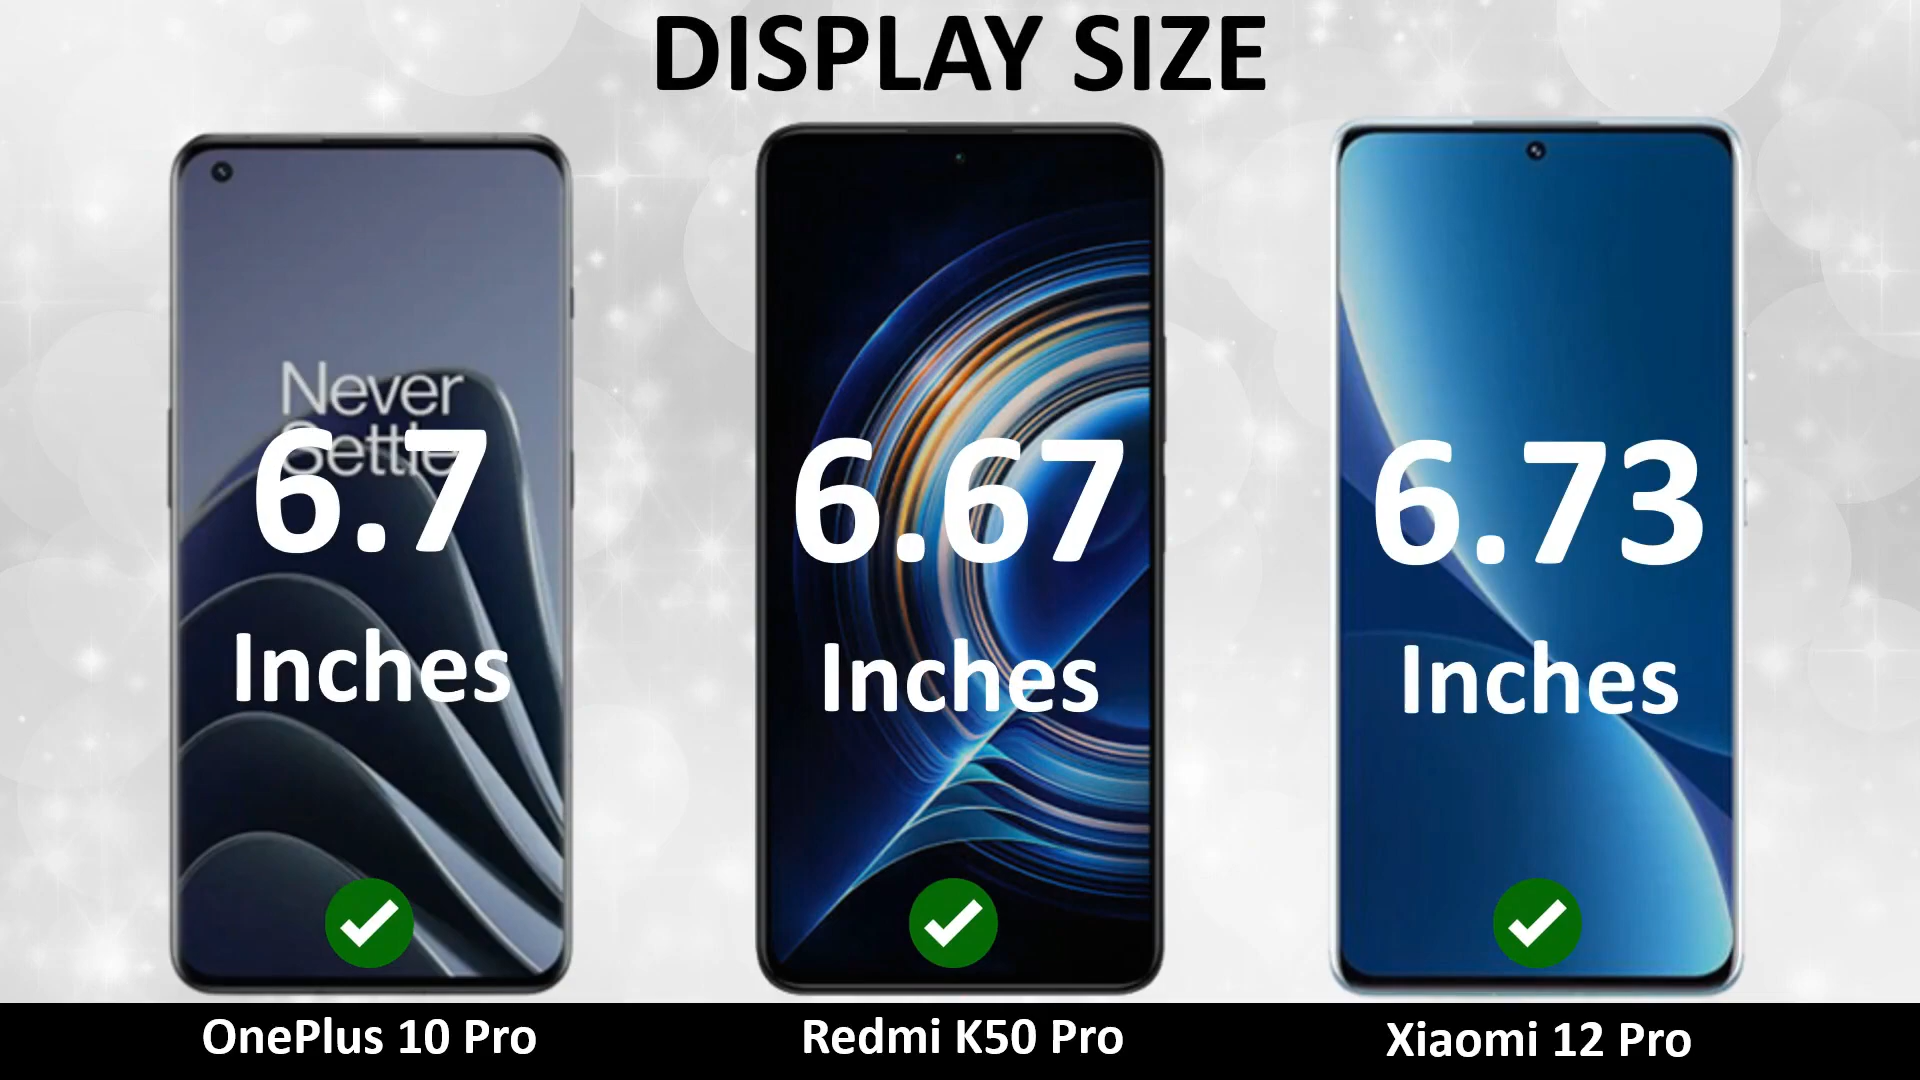 DISPLAY SIZE
Never
Settle
6.7
Inches
6.67
Inches
6.73
Inches
OnePlus 10 Pro
Redmi K50 Pro
Xiaomi 12 Pro